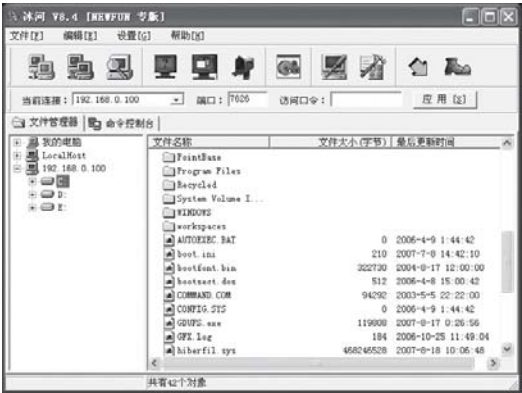 冰河 V8.4 [NEWFUN 专版]
文件[F] 编辑[E] 设置[G] 帮助[H]
当前连接: 192.168.0.100 端口: 7626 访问口令: 应用[S]
文件管理器 命令控制台
我的电脑
LocalHost
192.168.0.100
C:
D:
E:
文件名称 文件大小(字节) 最后更新时间
PointBase
Program Files
Recycled
System Volume I...
WINDOWS
workspaces
AUTOEXEC.BAT 0 2006-4-9 1:44:42
boot.ini 210 2007-7-8 14:42:10
bootfont.bin 322730 2004-8-17 12:00:00
bootsect.dos 512 2006-4-8 15:00:42
COMMAND.COM 94292 2003-5-5 22:22:00
CONFIG.SYS 0 2006-4-9 1:44:42
GDUFS.exe 119808 2007-8-17 0:26:56
GFX.log 184 2006-10-25 11:49:04
hiberfil.sys 468246528 2007-8-18 10:06:48
共有42个对象